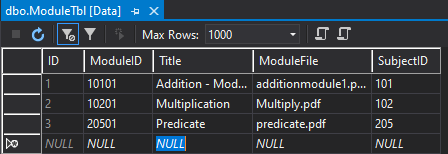 dbo.ModuleTbl [Data]
Max Rows: 1000
ID ModuleID Title ModuleFile SubjectID
1 10101 Addition - Mod... additionmodule1.p... 101
2 10201 Multiplication Multiply.pdf 102
3 20501 Predicate predicate.pdf 205
NULL NULL NULL NULL NULL